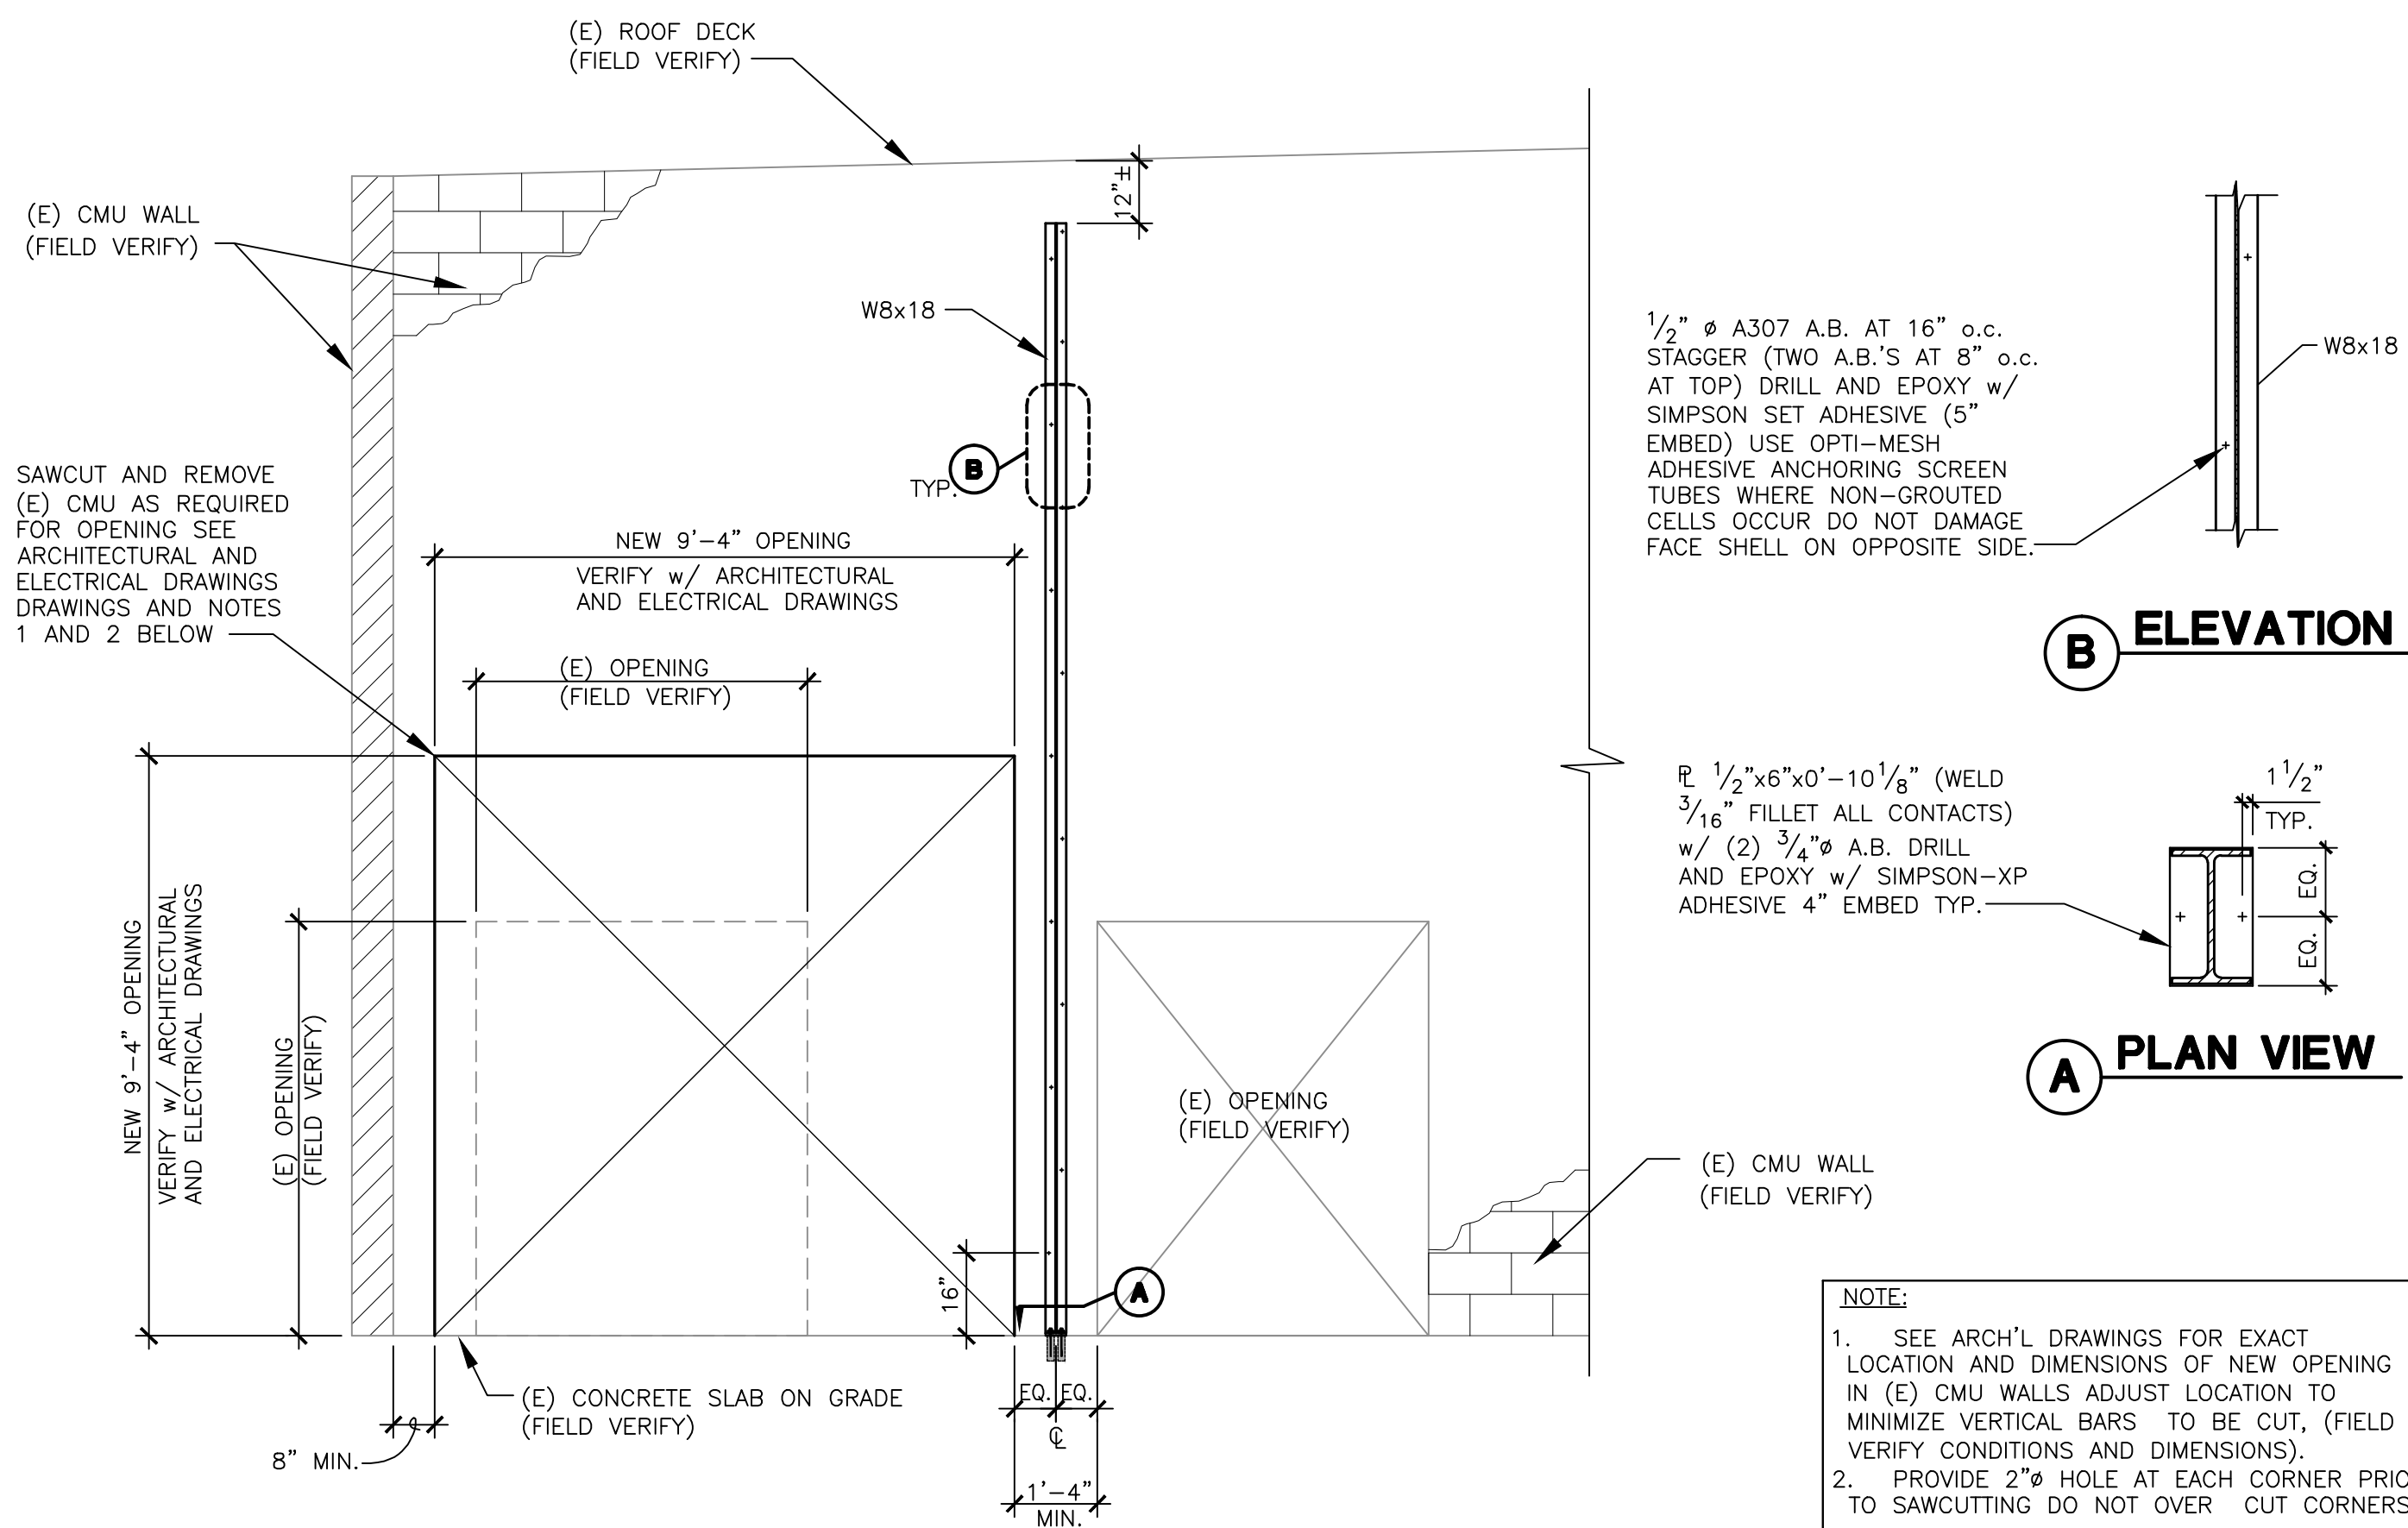 (E) ROOF DECK
(FIELD VERIFY)
12"±
(E) CMU WALL
(FIELD VERIFY)
W8x18
TYP.
B
SAWCUT AND REMOVE
(E) CMU AS REQUIRED
FOR OPENING SEE
ARCHITECTURAL AND
ELECTRICAL DRAWINGS
DRAWINGS AND NOTES
1 AND 2 BELOW
NEW 9'-4" OPENING
VERIFY w/ ARCHITECTURAL
AND ELECTRICAL DRAWINGS
(E) OPENING
(FIELD VERIFY)
NEW 9'-4" OPENING
VERIFY w/ ARCHITECTURAL
AND ELECTRICAL DRAWINGS
(E) OPENING
(FIELD VERIFY)
(E) OPENING
(FIELD VERIFY)
16"
A
(E) CONCRETE SLAB ON GRADE
(FIELD VERIFY)
8" MIN.
EQ. EQ.
℄
1'-4"
MIN.
(E) CMU WALL
(FIELD VERIFY)
1/2" ø A307 A.B. AT 16" o.c.
STAGGER (TWO A.B.'S AT 8" o.c.
AT TOP) DRILL AND EPOXY w/
SIMPSON SET ADHESIVE (5"
EMBED) USE OPTI-MESH
ADHESIVE ANCHORING SCREEN
TUBES WHERE NON-GROUTED
CELLS OCCUR DO NOT DAMAGE
FACE SHELL ON OPPOSITE SIDE.
W8x18
B ELEVATION
℄ 1/2"x6"x0'-10 1/8" (WELD
3/16" FILLET ALL CONTACTS)
w/ (2) 3/4"ø A.B. DRILL
AND EPOXY w/ SIMPSON-XP
ADHESIVE 4" EMBED TYP.
1 1/2"
TYP.
EQ.
EQ.
A PLAN VIEW
NOTE:
1. SEE ARCH'L DRAWINGS FOR EXACT
LOCATION AND DIMENSIONS OF NEW OPENING
IN (E) CMU WALLS ADJUST LOCATION TO
MINIMIZE VERTICAL BARS TO BE CUT, (FIELD
VERIFY CONDITIONS AND DIMENSIONS).
2. PROVIDE 2"ø HOLE AT EACH CORNER PRIO
TO SAWCUTTING DO NOT OVER CUT CORNERS